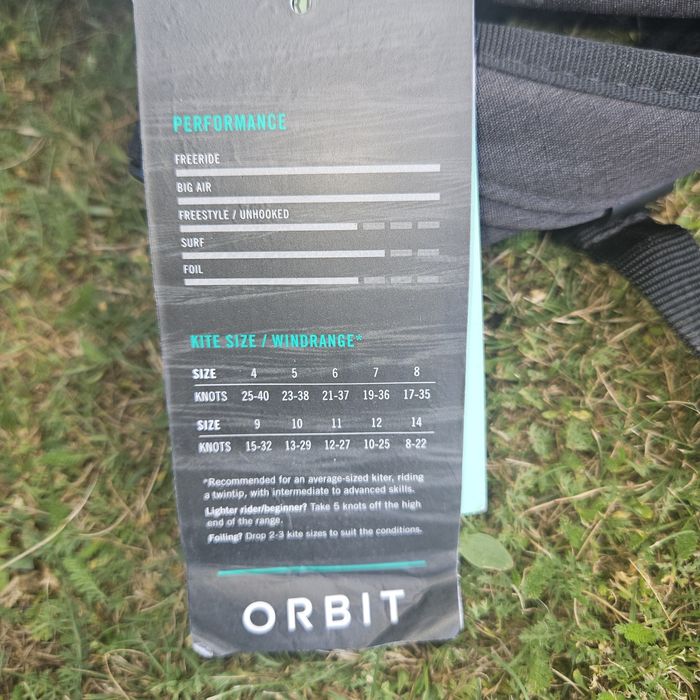 PERFORMANCE
FREERIDE
BIG AIR
FREESTYLE / UNHOOKED
SURF
FOIL
KITE SIZE / WINDRANGE*
SIZE 4 5 6 7 8
KNOTS 25-40 23-38 21-37 19-36 17-35
SIZE 9 10 11 12 14
KNOTS 15-32 13-29 12-27 10-25 8-22
*Recommended for an average-sized kiter, riding
a twintip, with intermediate to advanced skills.
Lighter rider/beginner? Take 5 knots off the high
end of the range.
Foiling? Drop 2-3 kite sizes to suit the conditions.
ORBIT